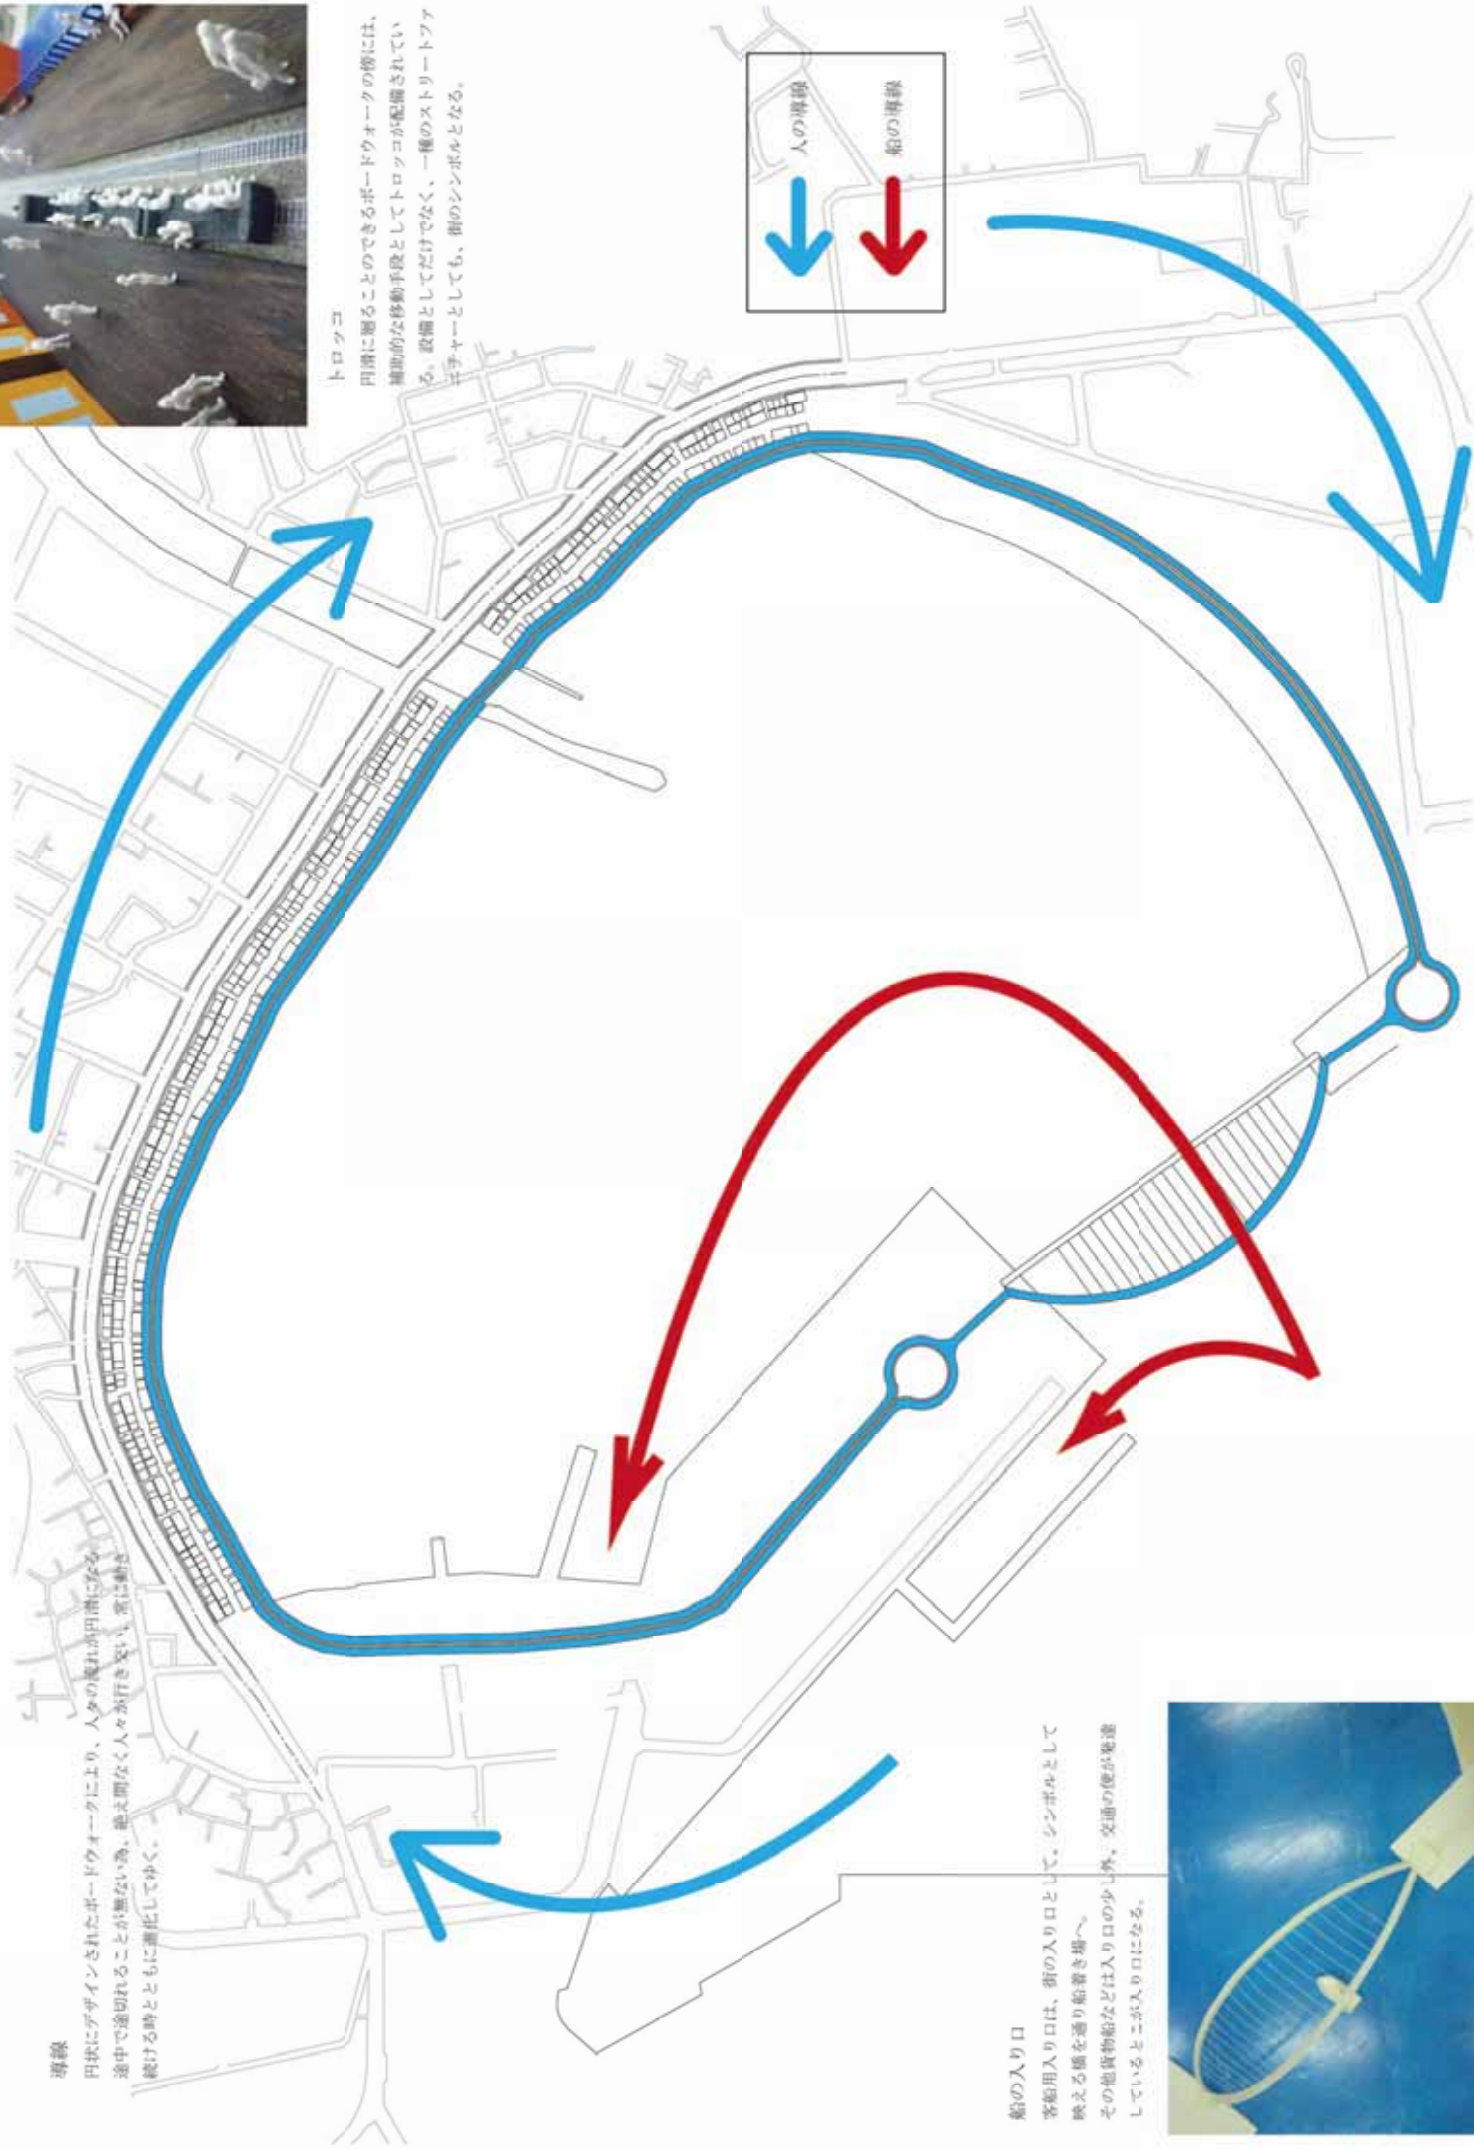 導線
円状にデザインされたボードウォークにより、人々の流れが円滑になる
途中で途切れることが無い為、絶え間なく人々が行き交い、常に動き
続ける時とともに進化してゆく。
トロッコ
円滑に廻ることのできるボードウォークの傍には、
補助的な移動手段としてトロッコが配備されてい
る。設備としてだけでなく、一種のストリートファ
ニチャーとしても、街のシンボルとなる。
人の導線
船の導線
船の入り口
客船用入り口は、街の入り口として、シンボルとして
映える橋を通り船着き場へ。
その他貨物船などは入り口の少し外、交通の便が発達
しているとこが入り口になる。